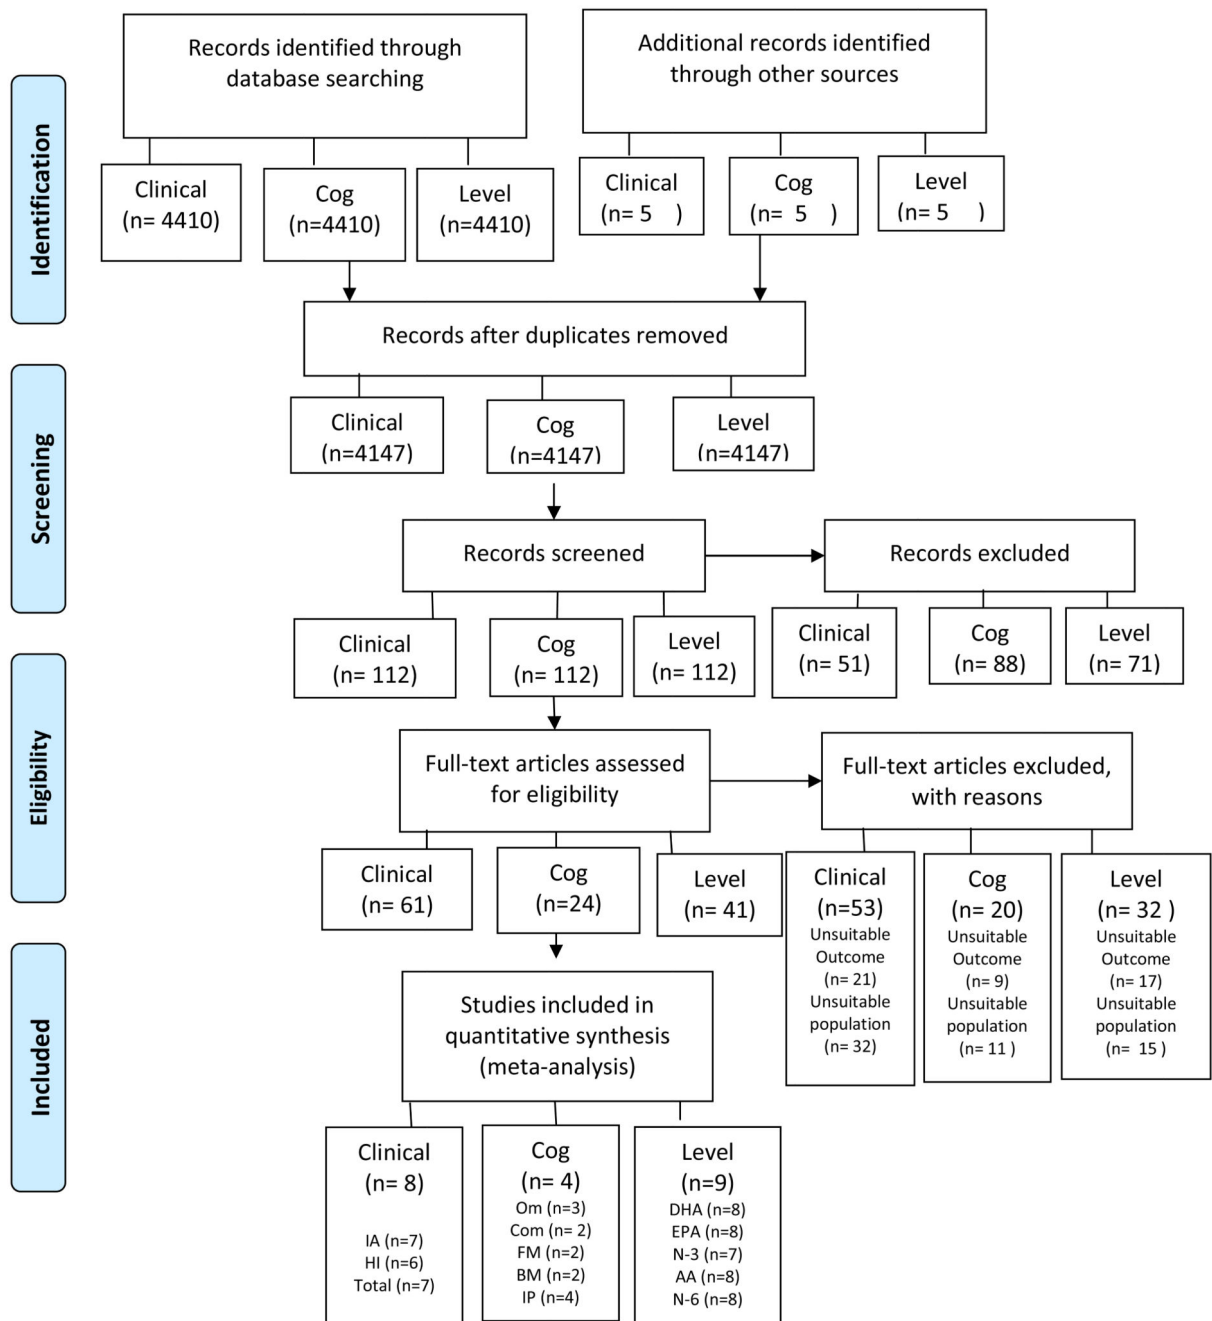 Identification
Records identified through
database searching
Additional records identified
through other sources
Clinical
(n= 4410)
Cog
(n=4410)
Level
(n=4410)
Clinical
(n= 5 )
Cog
(n= 5 )
Level
(n= 5 )
Records after duplicates removed
Screening
Clinical
(n=4147)
Cog
(n=4147)
Level
(n=4147)
Records screened
Records excluded
Clinical
(n= 112)
Cog
(n= 112)
Level
(n= 112)
Clinical
(n= 51)
Cog
(n= 88)
Level
(n= 71)
Eligibility
Full-text articles assessed
for eligibility
Full-text articles excluded,
with reasons
Clinical
(n= 61)
Cog
(n=24)
Level
(n= 41)
Clinical
(n=53)
Unsuitable
Outcome
(n= 21)
Unsuitable
population
(n= 32)
Cog
(n= 20)
Unsuitable
Outcome
(n= 9)
Unsuitable
population
(n= 11 )
Level
(n= 32 )
Unsuitable
Outcome
(n= 17)
Unsuitable
population
(n= 15 )
Included
Studies included in
quantitative synthesis
(meta-analysis)
Clinical
(n= 8)
IA (n=7)
HI (n=6)
Total (n=7)
Cog
(n= 4)
Om (n=3)
Com (n= 2)
FM (n=2)
BM (n=2)
IP (n=4)
Level
(n=9)
DHA (n=8)
EPA (n=8)
N-3 (n=7)
AA (n=8)
N-6 (n=8)